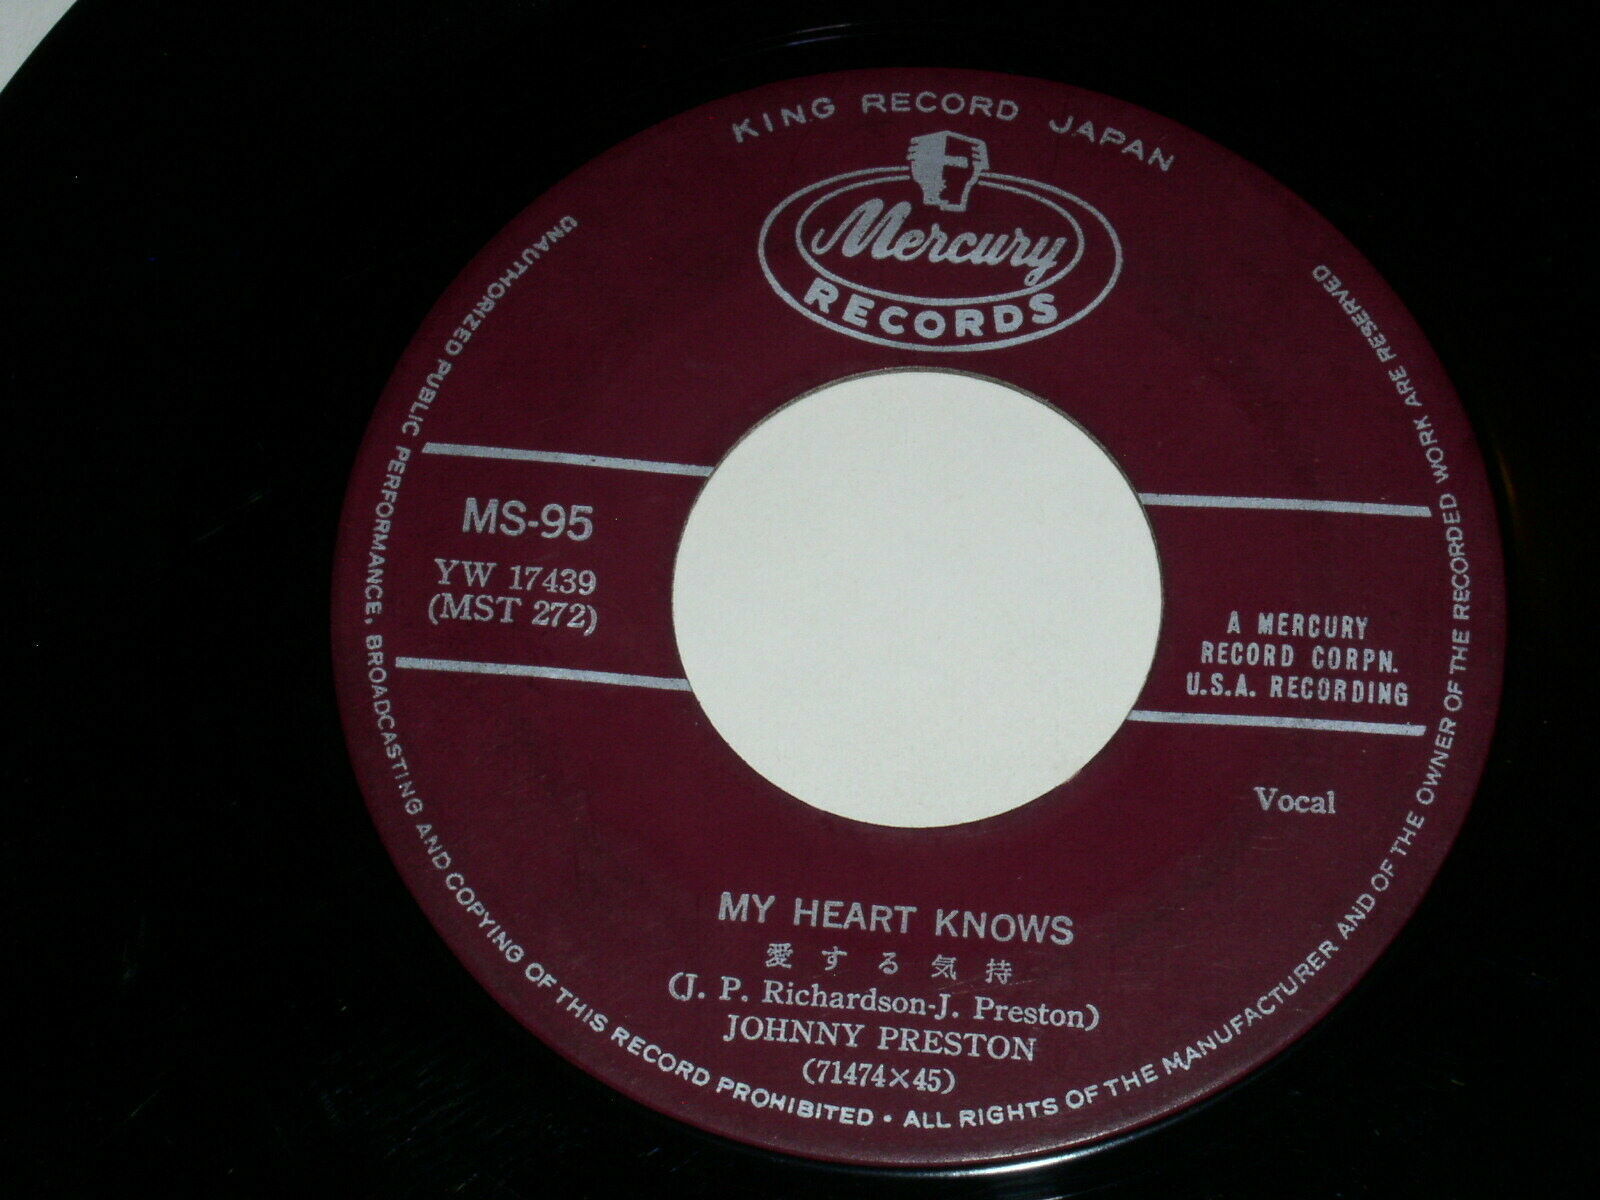 KING RECORD JAPAN
Mercury
RECORDS
UNAUTHORIZED PUBLIC PERFORMANCE, BROADCASTING AND COPYING OF THIS RECORD PROHIBITED • ALL RIGHTS OF THE MANUFACTURER AND OF THE OWNER OF THE RECORDED WORK ARE RESERVED
MS-95
YW 17439
(MST 272)
A MERCURY
RECORD CORPN.
U.S.A. RECORDING
Vocal
MY HEART KNOWS
愛する気持
(J. P. Richardson-J. Preston)
JOHNNY PRESTON
(71474×45)